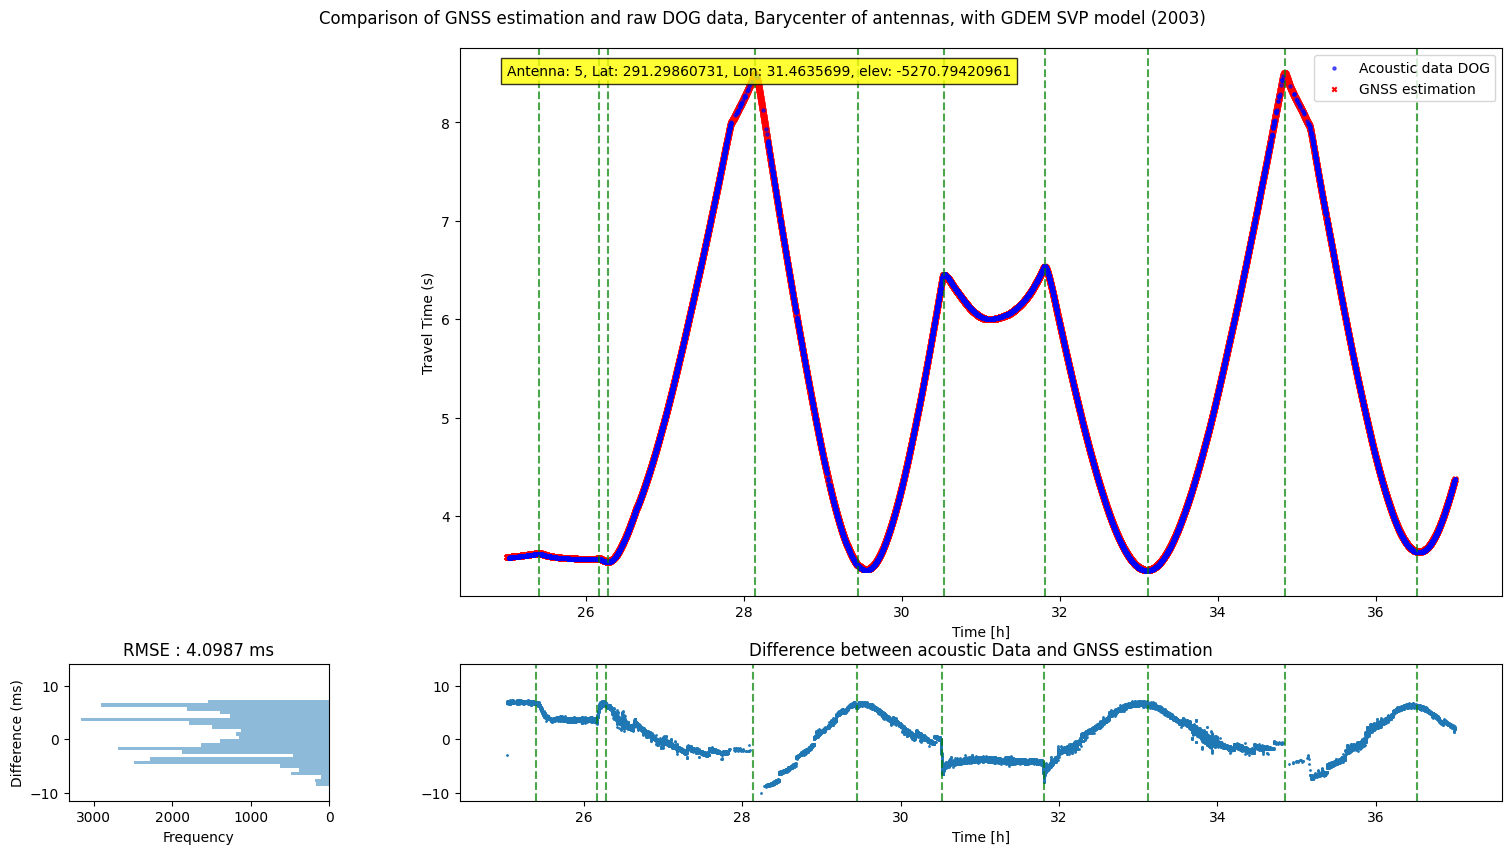 Comparison of GNSS estimation and raw DOG data, Barycenter of antennas, with GDEM SVP model (2003)
Antenna: 5, Lat: 291.29860731, Lon: 31.4635699, elev: -5270.79420961
Acoustic data DOG
GNSS estimation
Travel Time (s)
8
7
6
5
4
26 28 30 32 34 36
Time [h]
RMSE : 4.0987 ms
Difference (ms)
10
0
−10
3000 2000 1000 0
Frequency
Difference between acoustic Data and GNSS estimation
10
0
−10
26 28 30 32 34 36
Time [h]